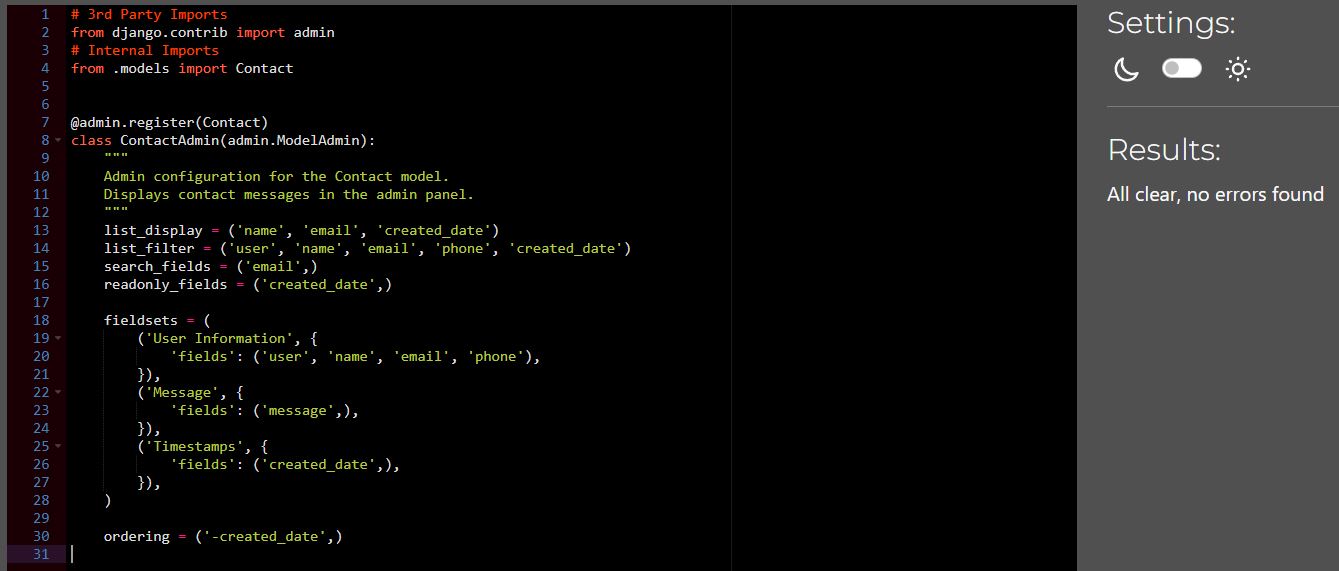 1 # 3rd Party Imports
2 from django.contrib import admin
3 # Internal Imports
4 from .models import Contact
5
6
7 @admin.register(Contact)
8 class ContactAdmin(admin.ModelAdmin):
9     """
10     Admin configuration for the Contact model.
11     Displays contact messages in the admin panel.
12     """
13     list_display = ('name', 'email', 'created_date')
14     list_filter = ('user', 'name', 'email', 'phone', 'created_date')
15     search_fields = ('email',)
16     readonly_fields = ('created_date',)
17
18     fieldsets = (
19         ('User Information', {
20             'fields': ('user', 'name', 'email', 'phone'),
21         }),
22         ('Message', {
23             'fields': ('message',),
24         }),
25         ('Timestamps', {
26             'fields': ('created_date',),
27         }),
28     )
29
30     ordering = ('-created_date',)
31
Settings:
Results:
All clear, no errors found